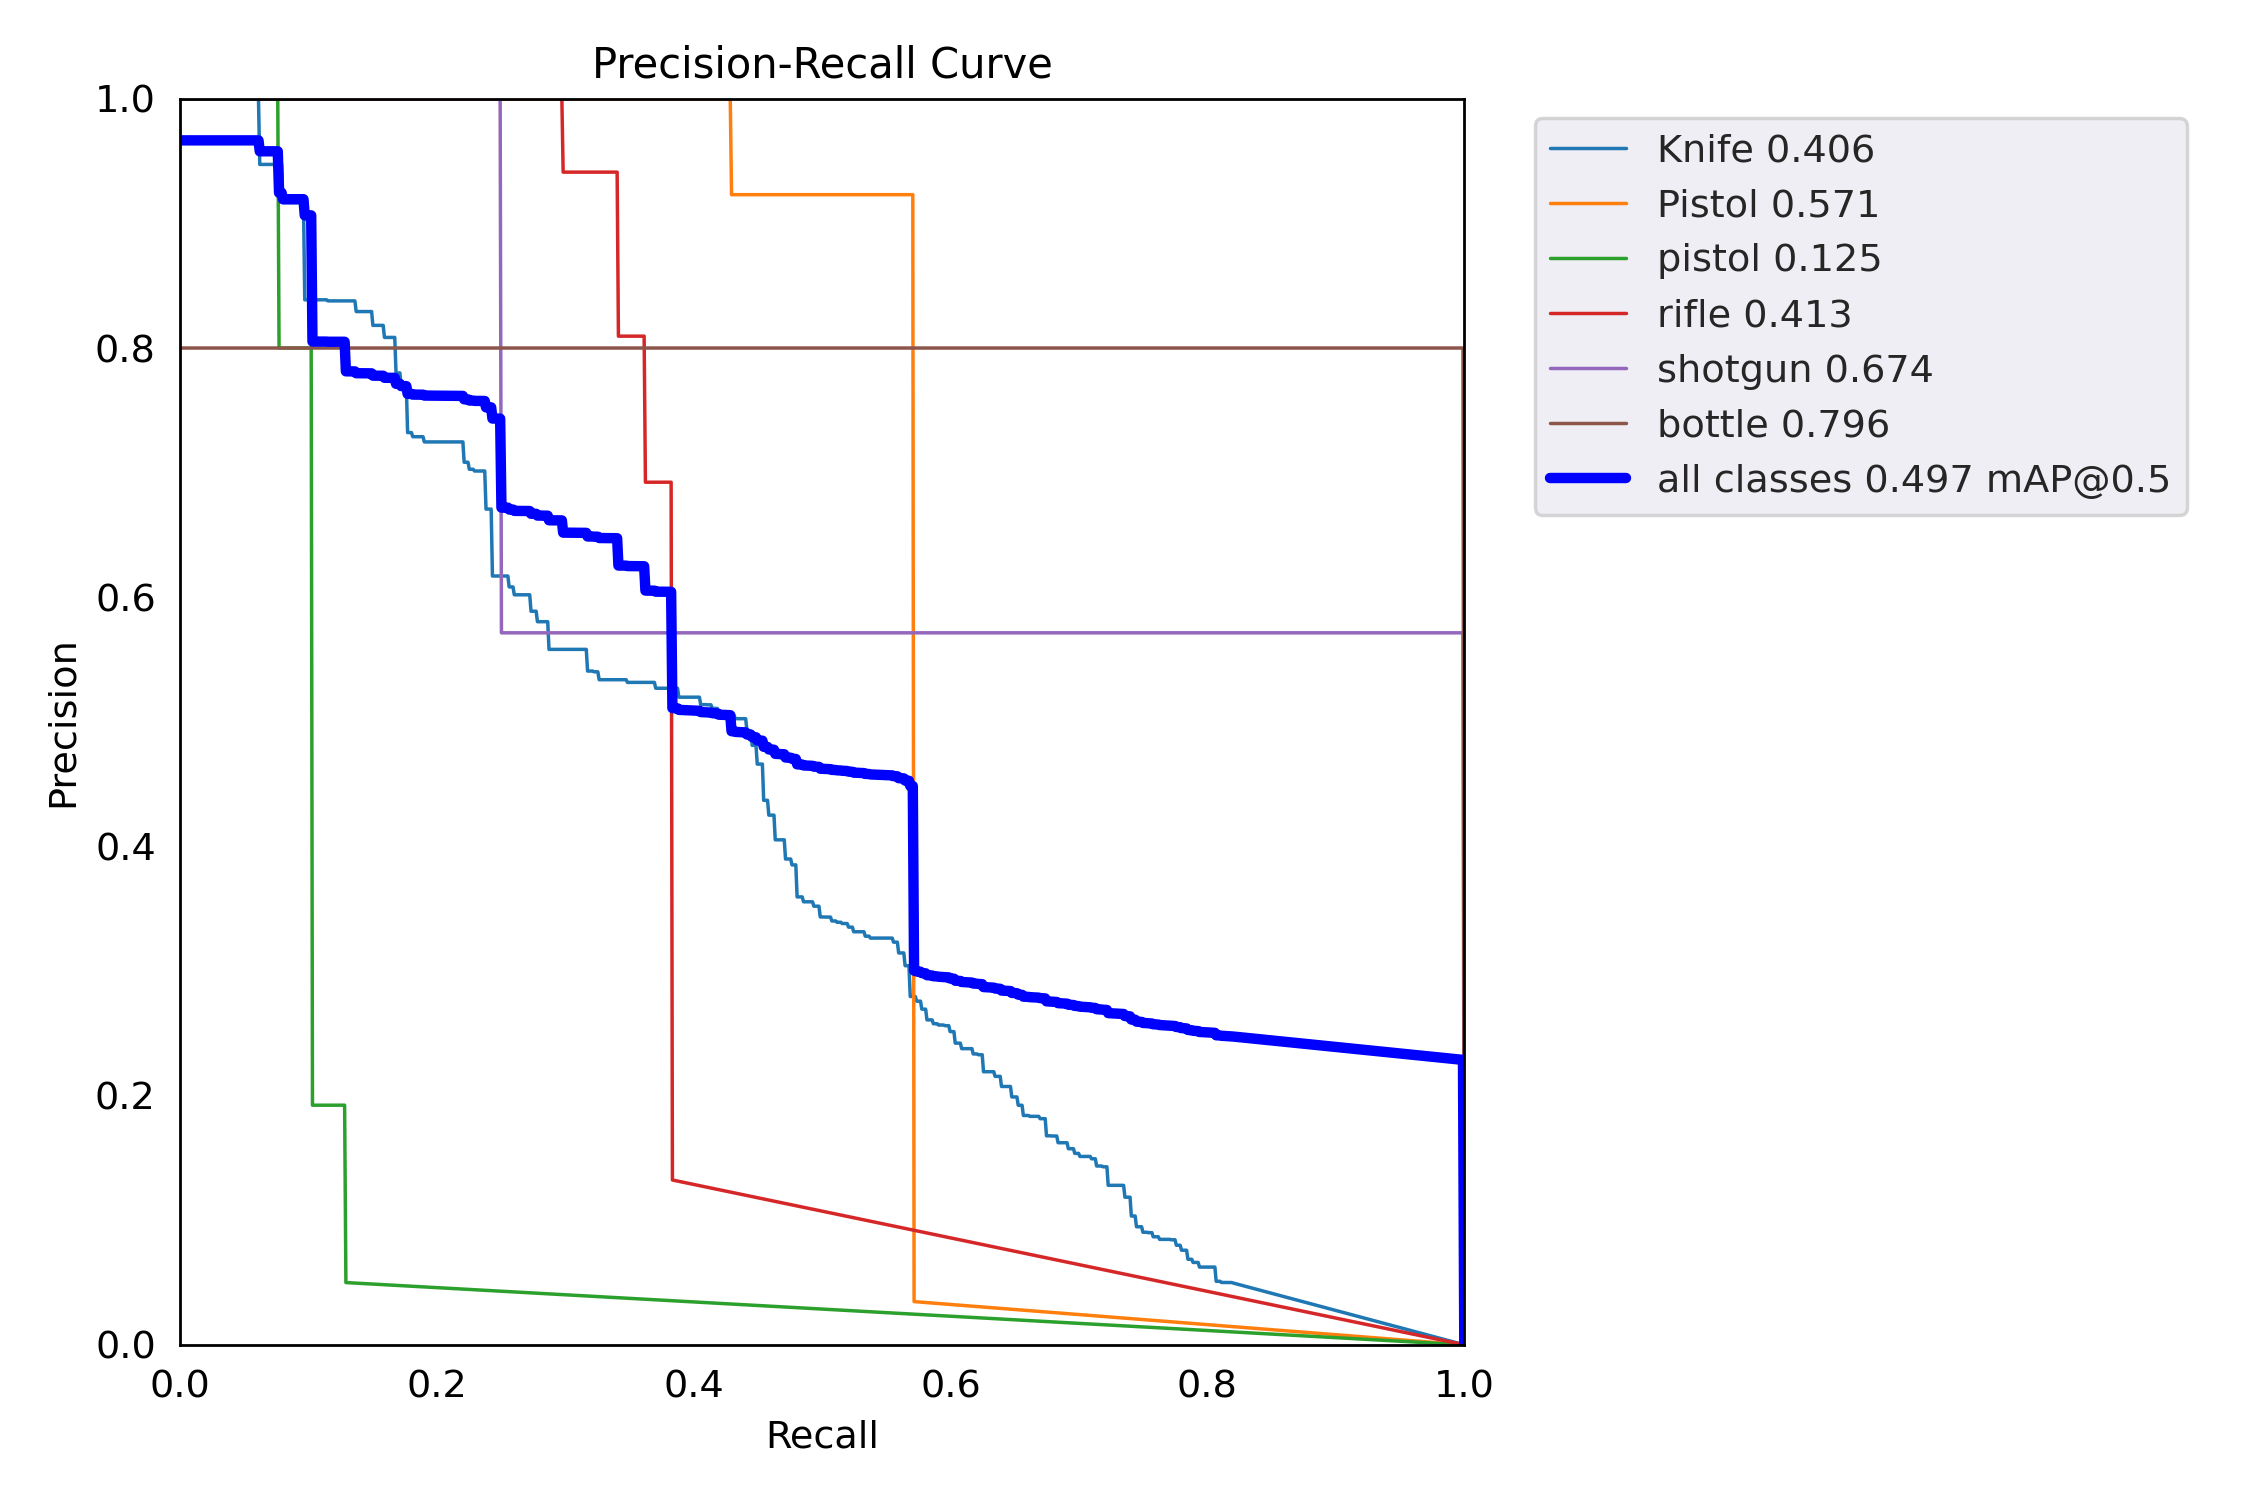 Precision-Recall Curve
1.0
0.8
0.6
0.4
0.2
0.0
Precision
0.0 0.2 0.4 0.6 0.8 1.0
Recall
Knife 0.406
Pistol 0.571
pistol 0.125
rifle 0.413
shotgun 0.674
bottle 0.796
all classes 0.497 mAP@0.5